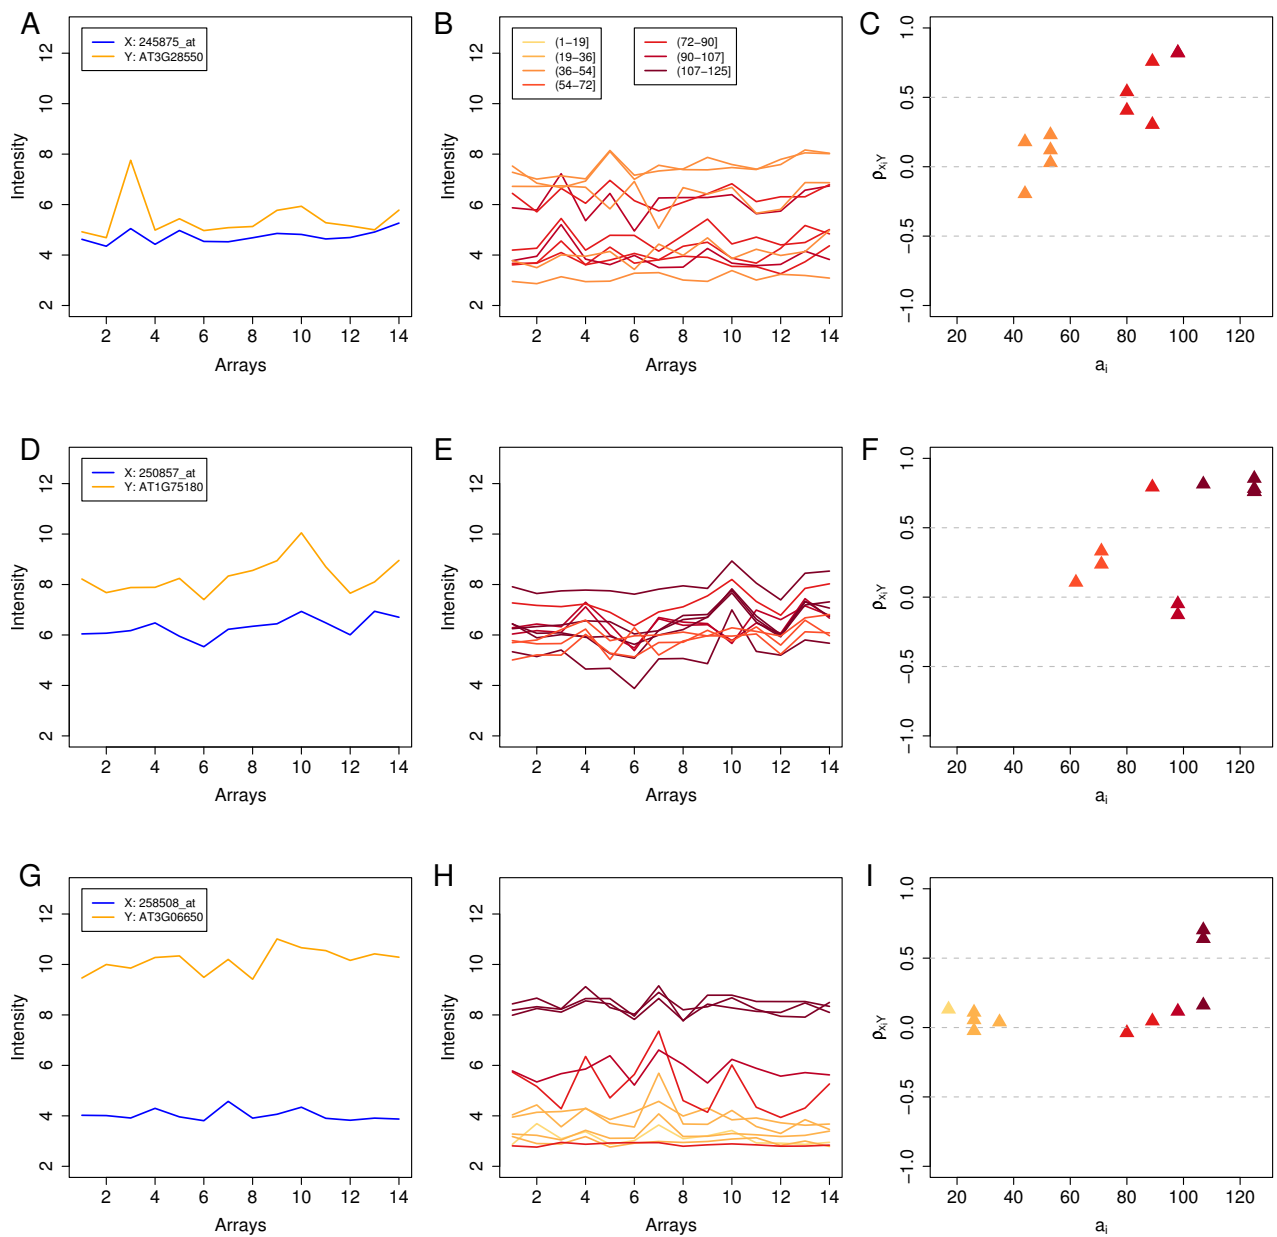 A
X: 245875_at
Y: AT3G28550
Intensity
2 4 6 8 10 12
2 4 6 8 10 12 14
Arrays
B
(1−19]
(19−36]
(36−54]
(54−72]
(72−90]
(90−107]
(107−125]
Intensity
2 4 6 8 10 12
2 4 6 8 10 12 14
Arrays
C
ρXiY
−1.0 −0.5 0.0 0.5 1.0
20 40 60 80 100 120
ai
D
X: 250857_at
Y: AT1G75180
Intensity
2 4 6 8 10 12
2 4 6 8 10 12 14
Arrays
E
Intensity
2 4 6 8 10 12
2 4 6 8 10 12 14
Arrays
F
ρXiY
−1.0 −0.5 0.0 0.5 1.0
20 40 60 80 100 120
ai
G
X: 258508_at
Y: AT3G06650
Intensity
2 4 6 8 10 12
2 4 6 8 10 12 14
Arrays
H
Intensity
2 4 6 8 10 12
2 4 6 8 10 12 14
Arrays
I
ρXiY
−1.0 −0.5 0.0 0.5 1.0
20 40 60 80 100 120
ai